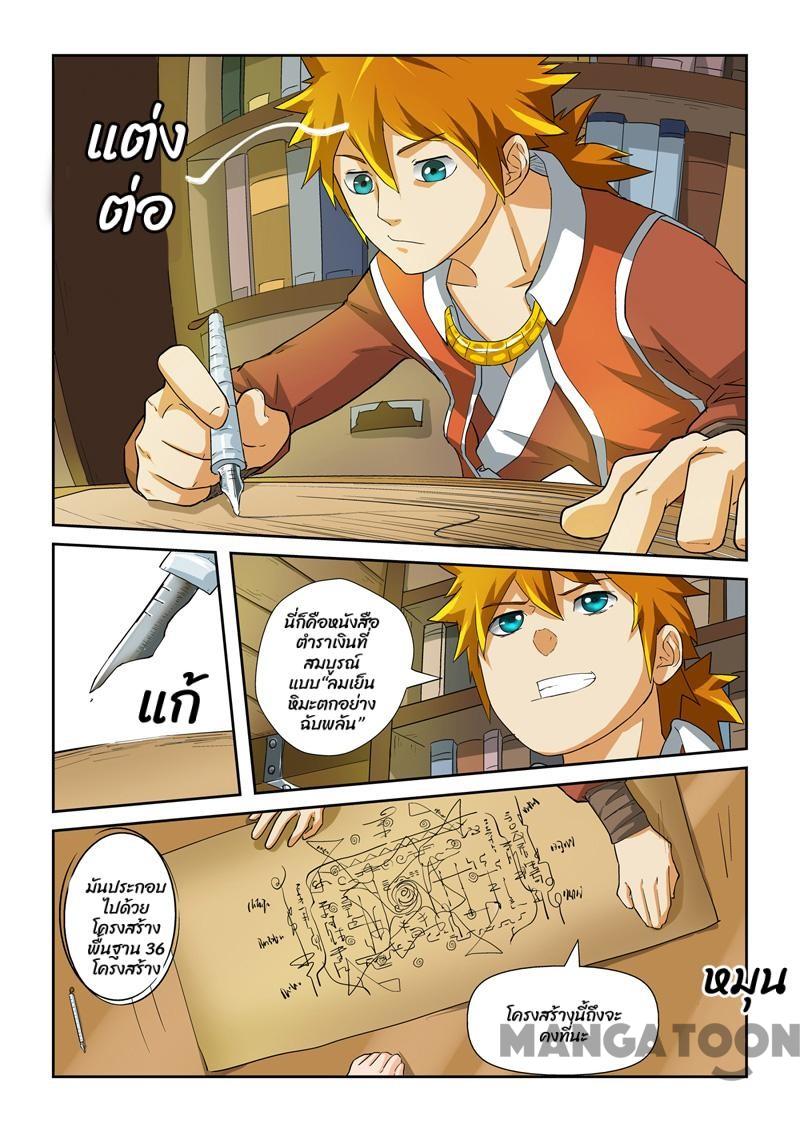 แต่ง
ต่อ
แก้
นี่ก็คือหนังสือ
ตำราเงินที่
สมบูรณ์
แบบ“ลมเย็น
หิมะตกอย่าง
ฉับพลัน”
มันประกอบ
ไปด้วย
โครงสร้าง
พื้นฐาน 36
โครงสร้าง
หมุน
โครงสร้างนี้ถึงจะ
คงที่นะ
MANGATOON